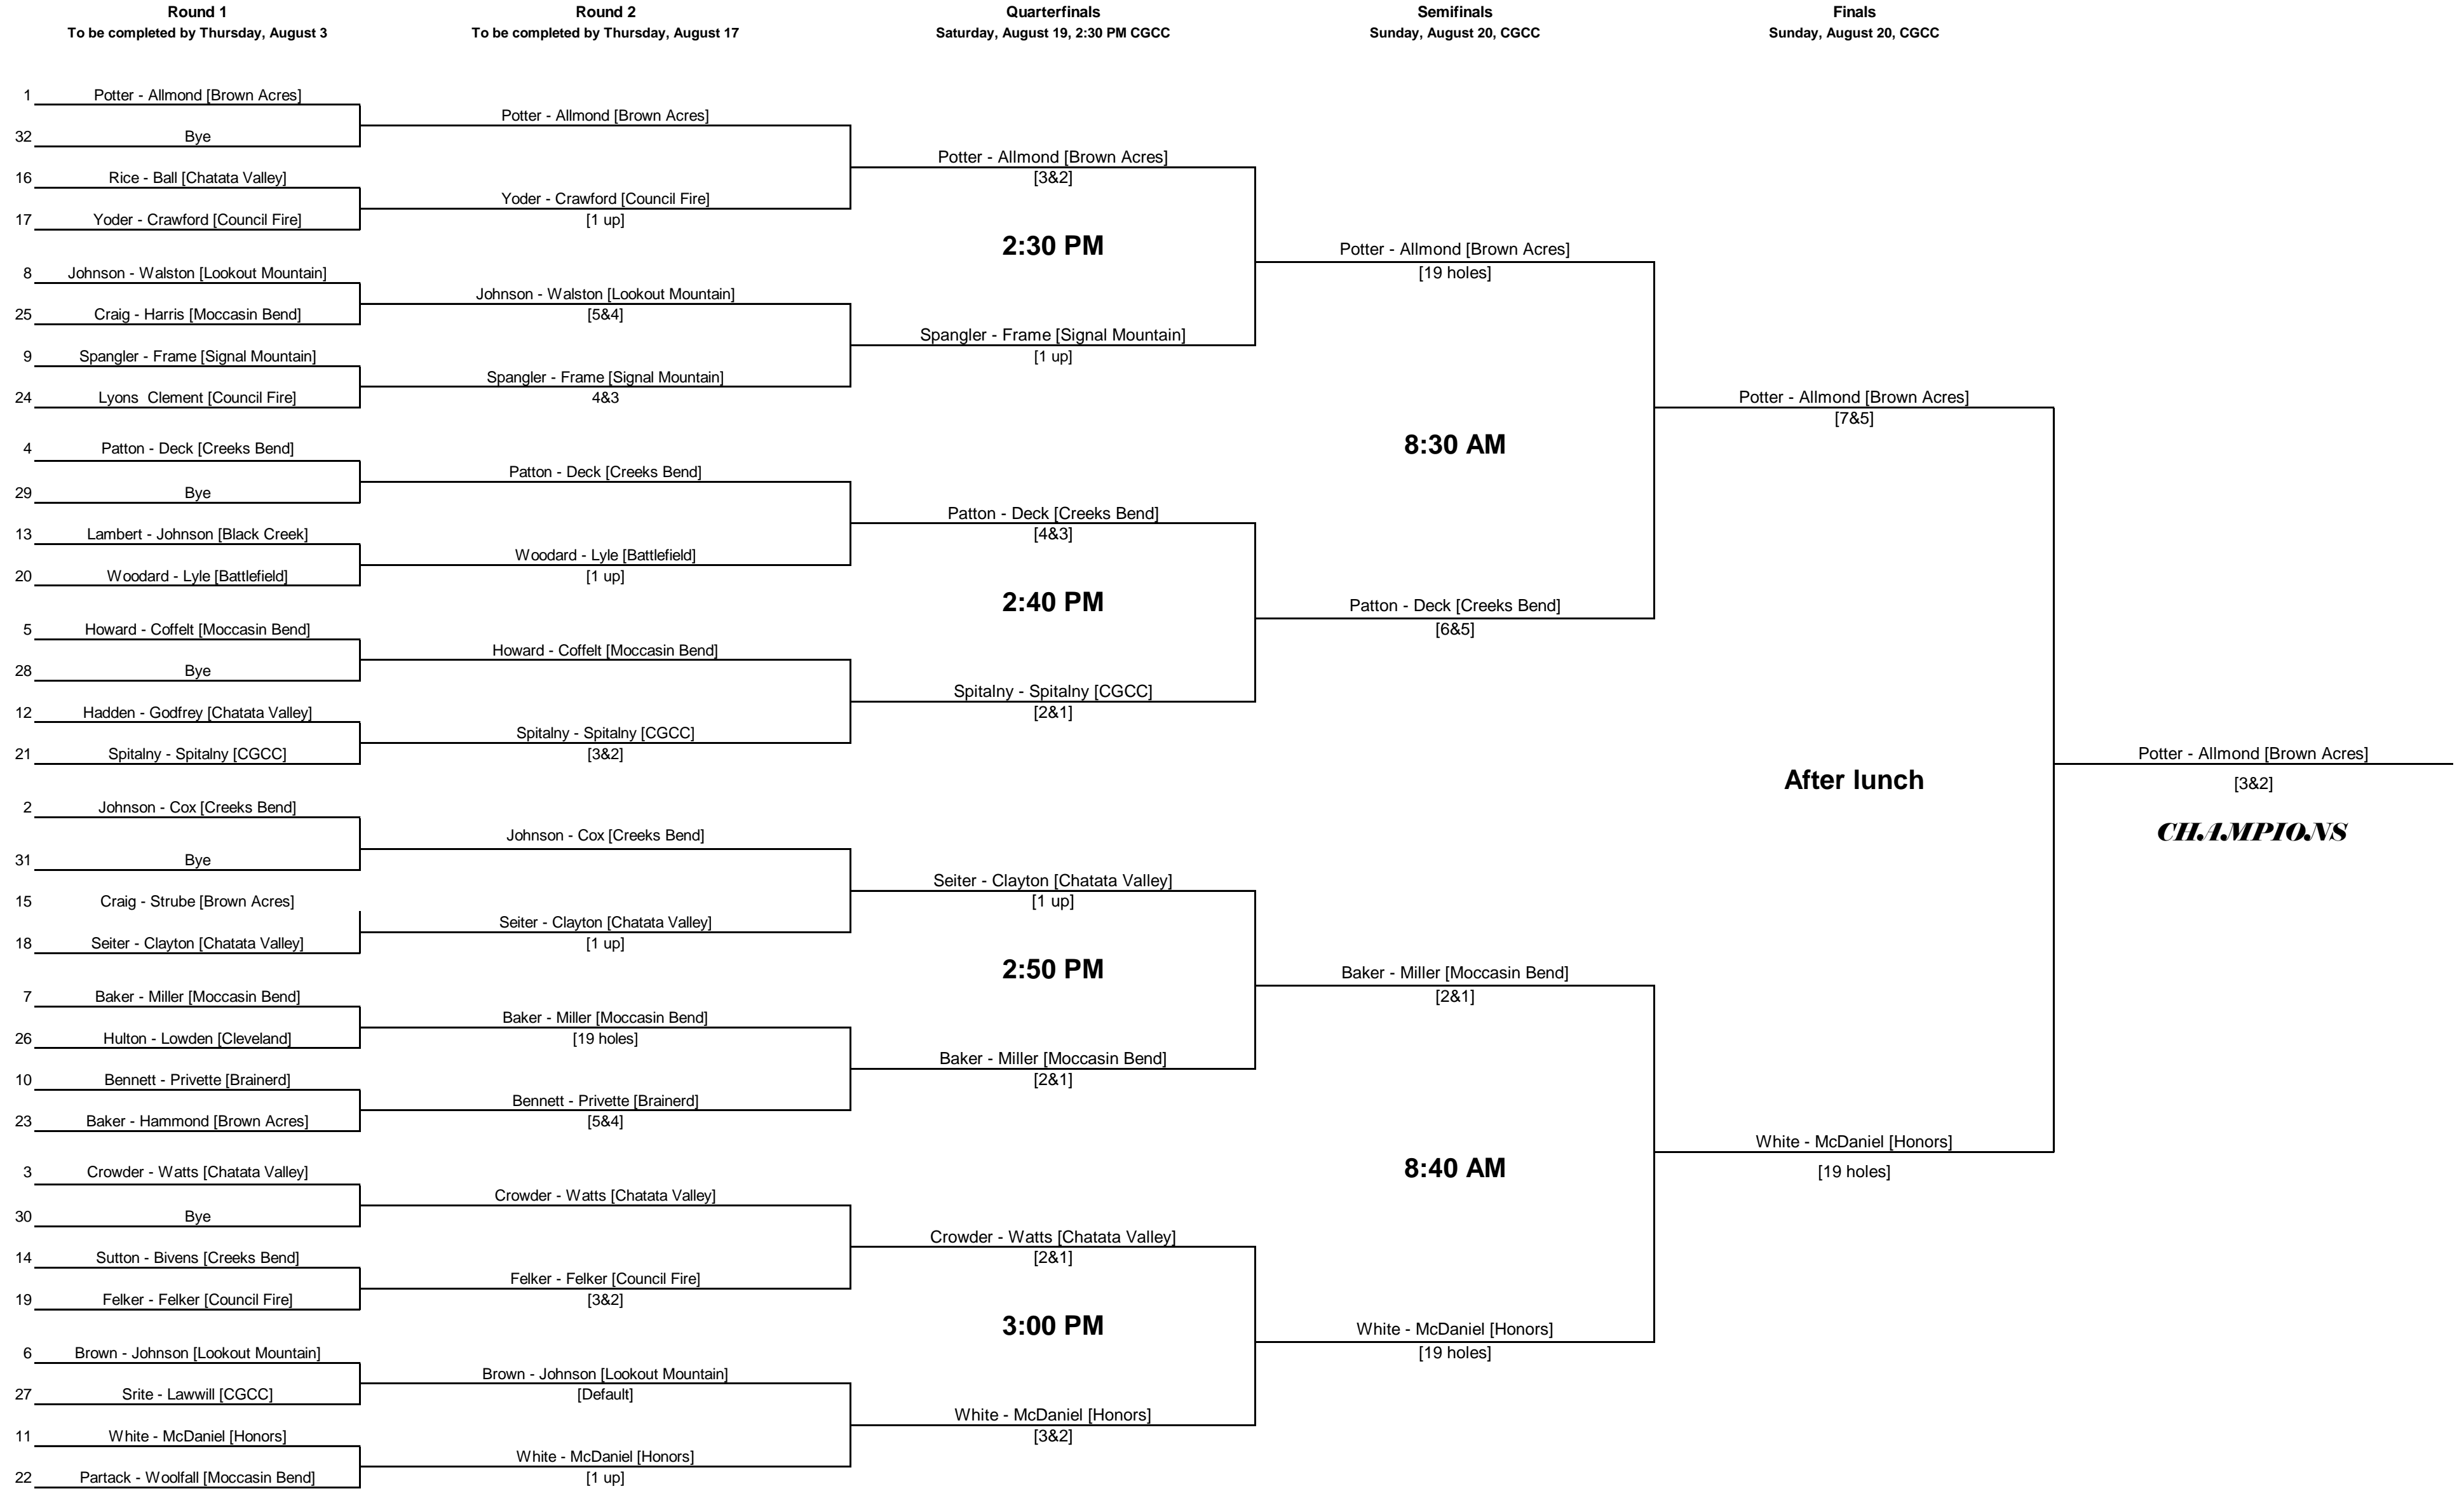 Round 1
To be completed by Thursday, August 3
Round 2
To be completed by Thursday, August 17
Quarterfinals
Saturday, August 19, 2:30 PM CGCC
Semifinals
Sunday, August 20, CGCC
Finals
Sunday, August 20, CGCC
1 Potter - Allmond [Brown Acres]
32 Bye
16 Rice - Ball [Chatata Valley]
17 Yoder - Crawford [Council Fire]
8 Johnson - Walston [Lookout Mountain]
25 Craig - Harris [Moccasin Bend]
9 Spangler - Frame [Signal Mountain]
24 Lyons  Clement [Council Fire]
4 Patton - Deck [Creeks Bend]
29 Bye
13 Lambert - Johnson [Black Creek]
20 Woodard - Lyle [Battlefield]
5 Howard - Coffelt [Moccasin Bend]
28 Bye
12 Hadden - Godfrey [Chatata Valley]
21 Spitalny - Spitalny [CGCC]
2 Johnson - Cox [Creeks Bend]
31 Bye
15 Craig - Strube [Brown Acres]
18 Seiter - Clayton [Chatata Valley]
7 Baker - Miller [Moccasin Bend]
26 Hulton - Lowden [Cleveland]
10 Bennett - Privette [Brainerd]
23 Baker - Hammond [Brown Acres]
3 Crowder - Watts [Chatata Valley]
30 Bye
14 Sutton - Bivens [Creeks Bend]
19 Felker - Felker [Council Fire]
6 Brown - Johnson [Lookout Mountain]
27 Srite - Lawwill [CGCC]
11 White - McDaniel [Honors]
22 Partack - Woolfall [Moccasin Bend]
Potter - Allmond [Brown Acres]
Yoder - Crawford [Council Fire]
[1 up]
Johnson - Walston [Lookout Mountain]
[5&4]
Spangler - Frame [Signal Mountain]
4&3
Patton - Deck [Creeks Bend]
Woodard - Lyle [Battlefield]
[1 up]
Howard - Coffelt [Moccasin Bend]
Spitalny - Spitalny [CGCC]
[3&2]
Johnson - Cox [Creeks Bend]
Seiter - Clayton [Chatata Valley]
[1 up]
Baker - Miller [Moccasin Bend]
[19 holes]
Bennett - Privette [Brainerd]
[5&4]
Crowder - Watts [Chatata Valley]
Felker - Felker [Council Fire]
[3&2]
Brown - Johnson [Lookout Mountain]
[Default]
White - McDaniel [Honors]
[1 up]
Potter - Allmond [Brown Acres]
[3&2]
2:30 PM
Spangler - Frame [Signal Mountain]
[1 up]
Patton - Deck [Creeks Bend]
[4&3]
2:40 PM
Spitalny - Spitalny [CGCC]
[2&1]
Seiter - Clayton [Chatata Valley]
[1 up]
2:50 PM
Baker - Miller [Moccasin Bend]
[2&1]
Crowder - Watts [Chatata Valley]
[2&1]
3:00 PM
White - McDaniel [Honors]
[3&2]
Potter - Allmond [Brown Acres]
[19 holes]
8:30 AM
Patton - Deck [Creeks Bend]
[6&5]
Baker - Miller [Moccasin Bend]
[2&1]
8:40 AM
White - McDaniel [Honors]
[19 holes]
Potter - Allmond [Brown Acres]
[7&5]
After lunch
White - McDaniel [Honors]
[19 holes]
Potter - Allmond [Brown Acres]
[3&2]
CHAMPIONS